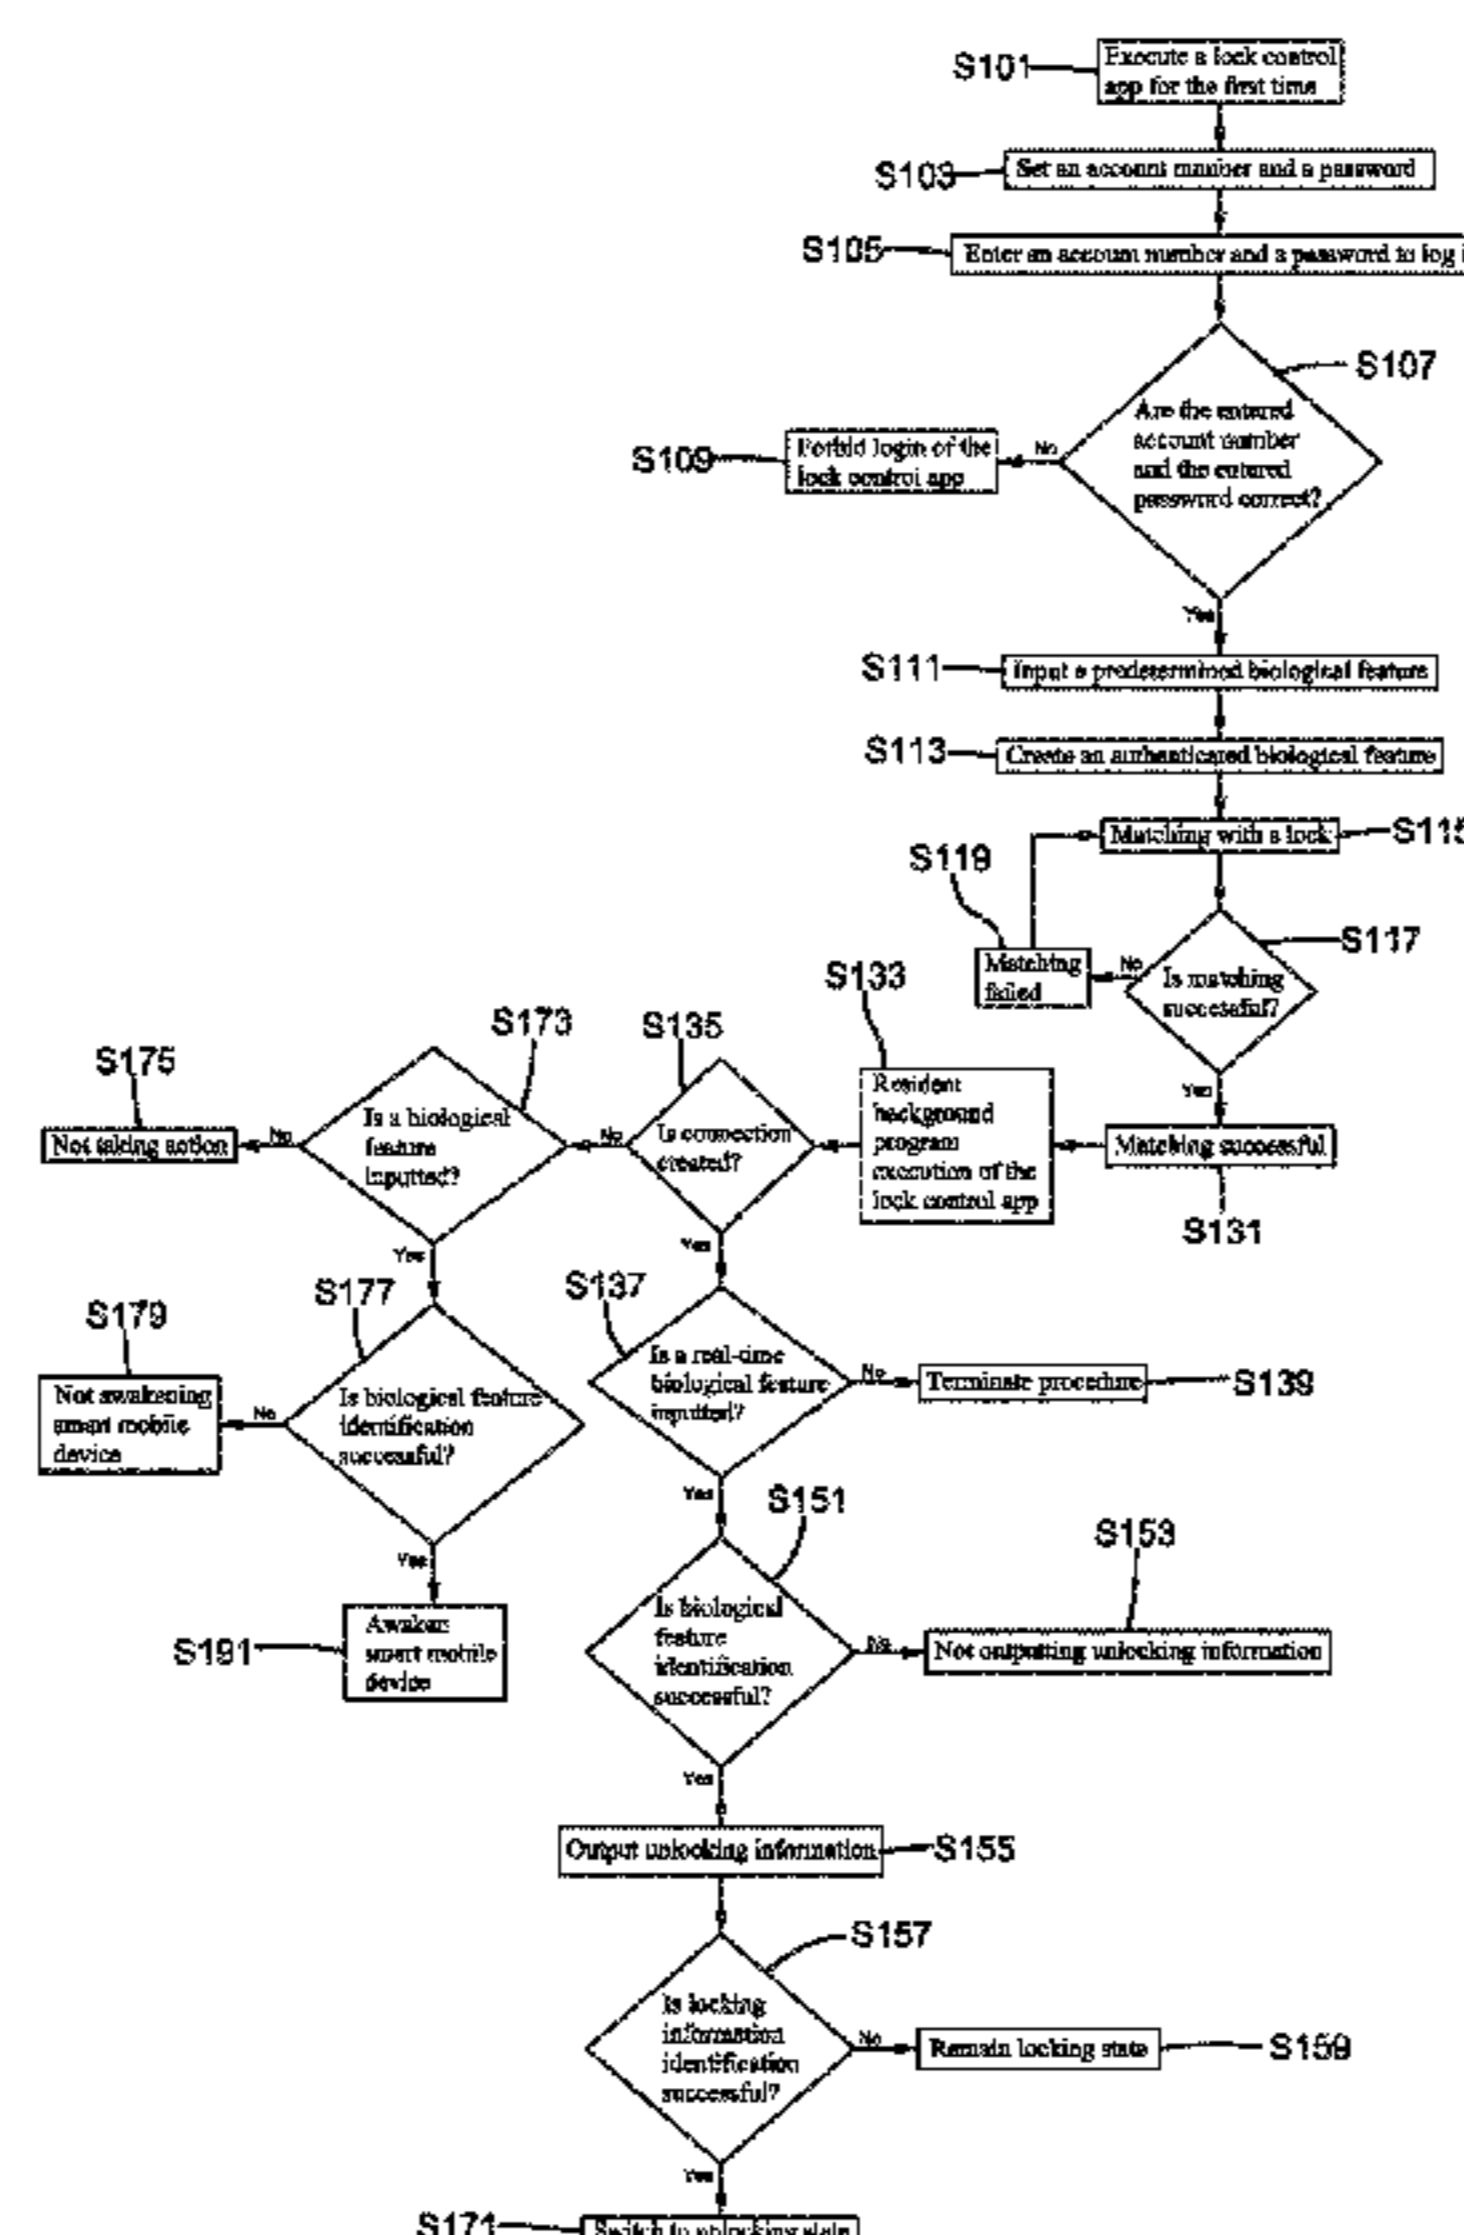 S101
Execute a lock control
app for the first time
S103
Set an account number and a password
S105
Enter an account number and a password to log i
S107
Are the entered
account number
and the entered
password correct?
No
S109
Forbid login of the
lock control app
Yes
S111
Input a predetermined biological feature
S113
Create an authenticated biological feature
Matching with a lock
S115
S119
Matching
failed
No
S117
Is matching
successful?
Yes
S133
Resident
background
program
execution of the
lock control app
Matching successful
S131
S135
Is connection
created?
No
S173
Is a biological
feature
inputted?
No
S175
Not taking action
Yes
Yes
S177
Is biological feature
identification
successful?
No
S179
Not awakening
smart mobile
device
Yes
S191
Awaken
smart mobile
device
S137
Is a real-time
biological feature
inputted?
No
Terminate procedure
S139
Yes
S151
Is biological
feature
identification
successful?
No
S153
Not outputting unlocking information
Yes
Output unlocking information
S155
S157
Is locking
information
identification
successful?
No
Remain locking state
S159
Yes
S171
Switch to unlocking state